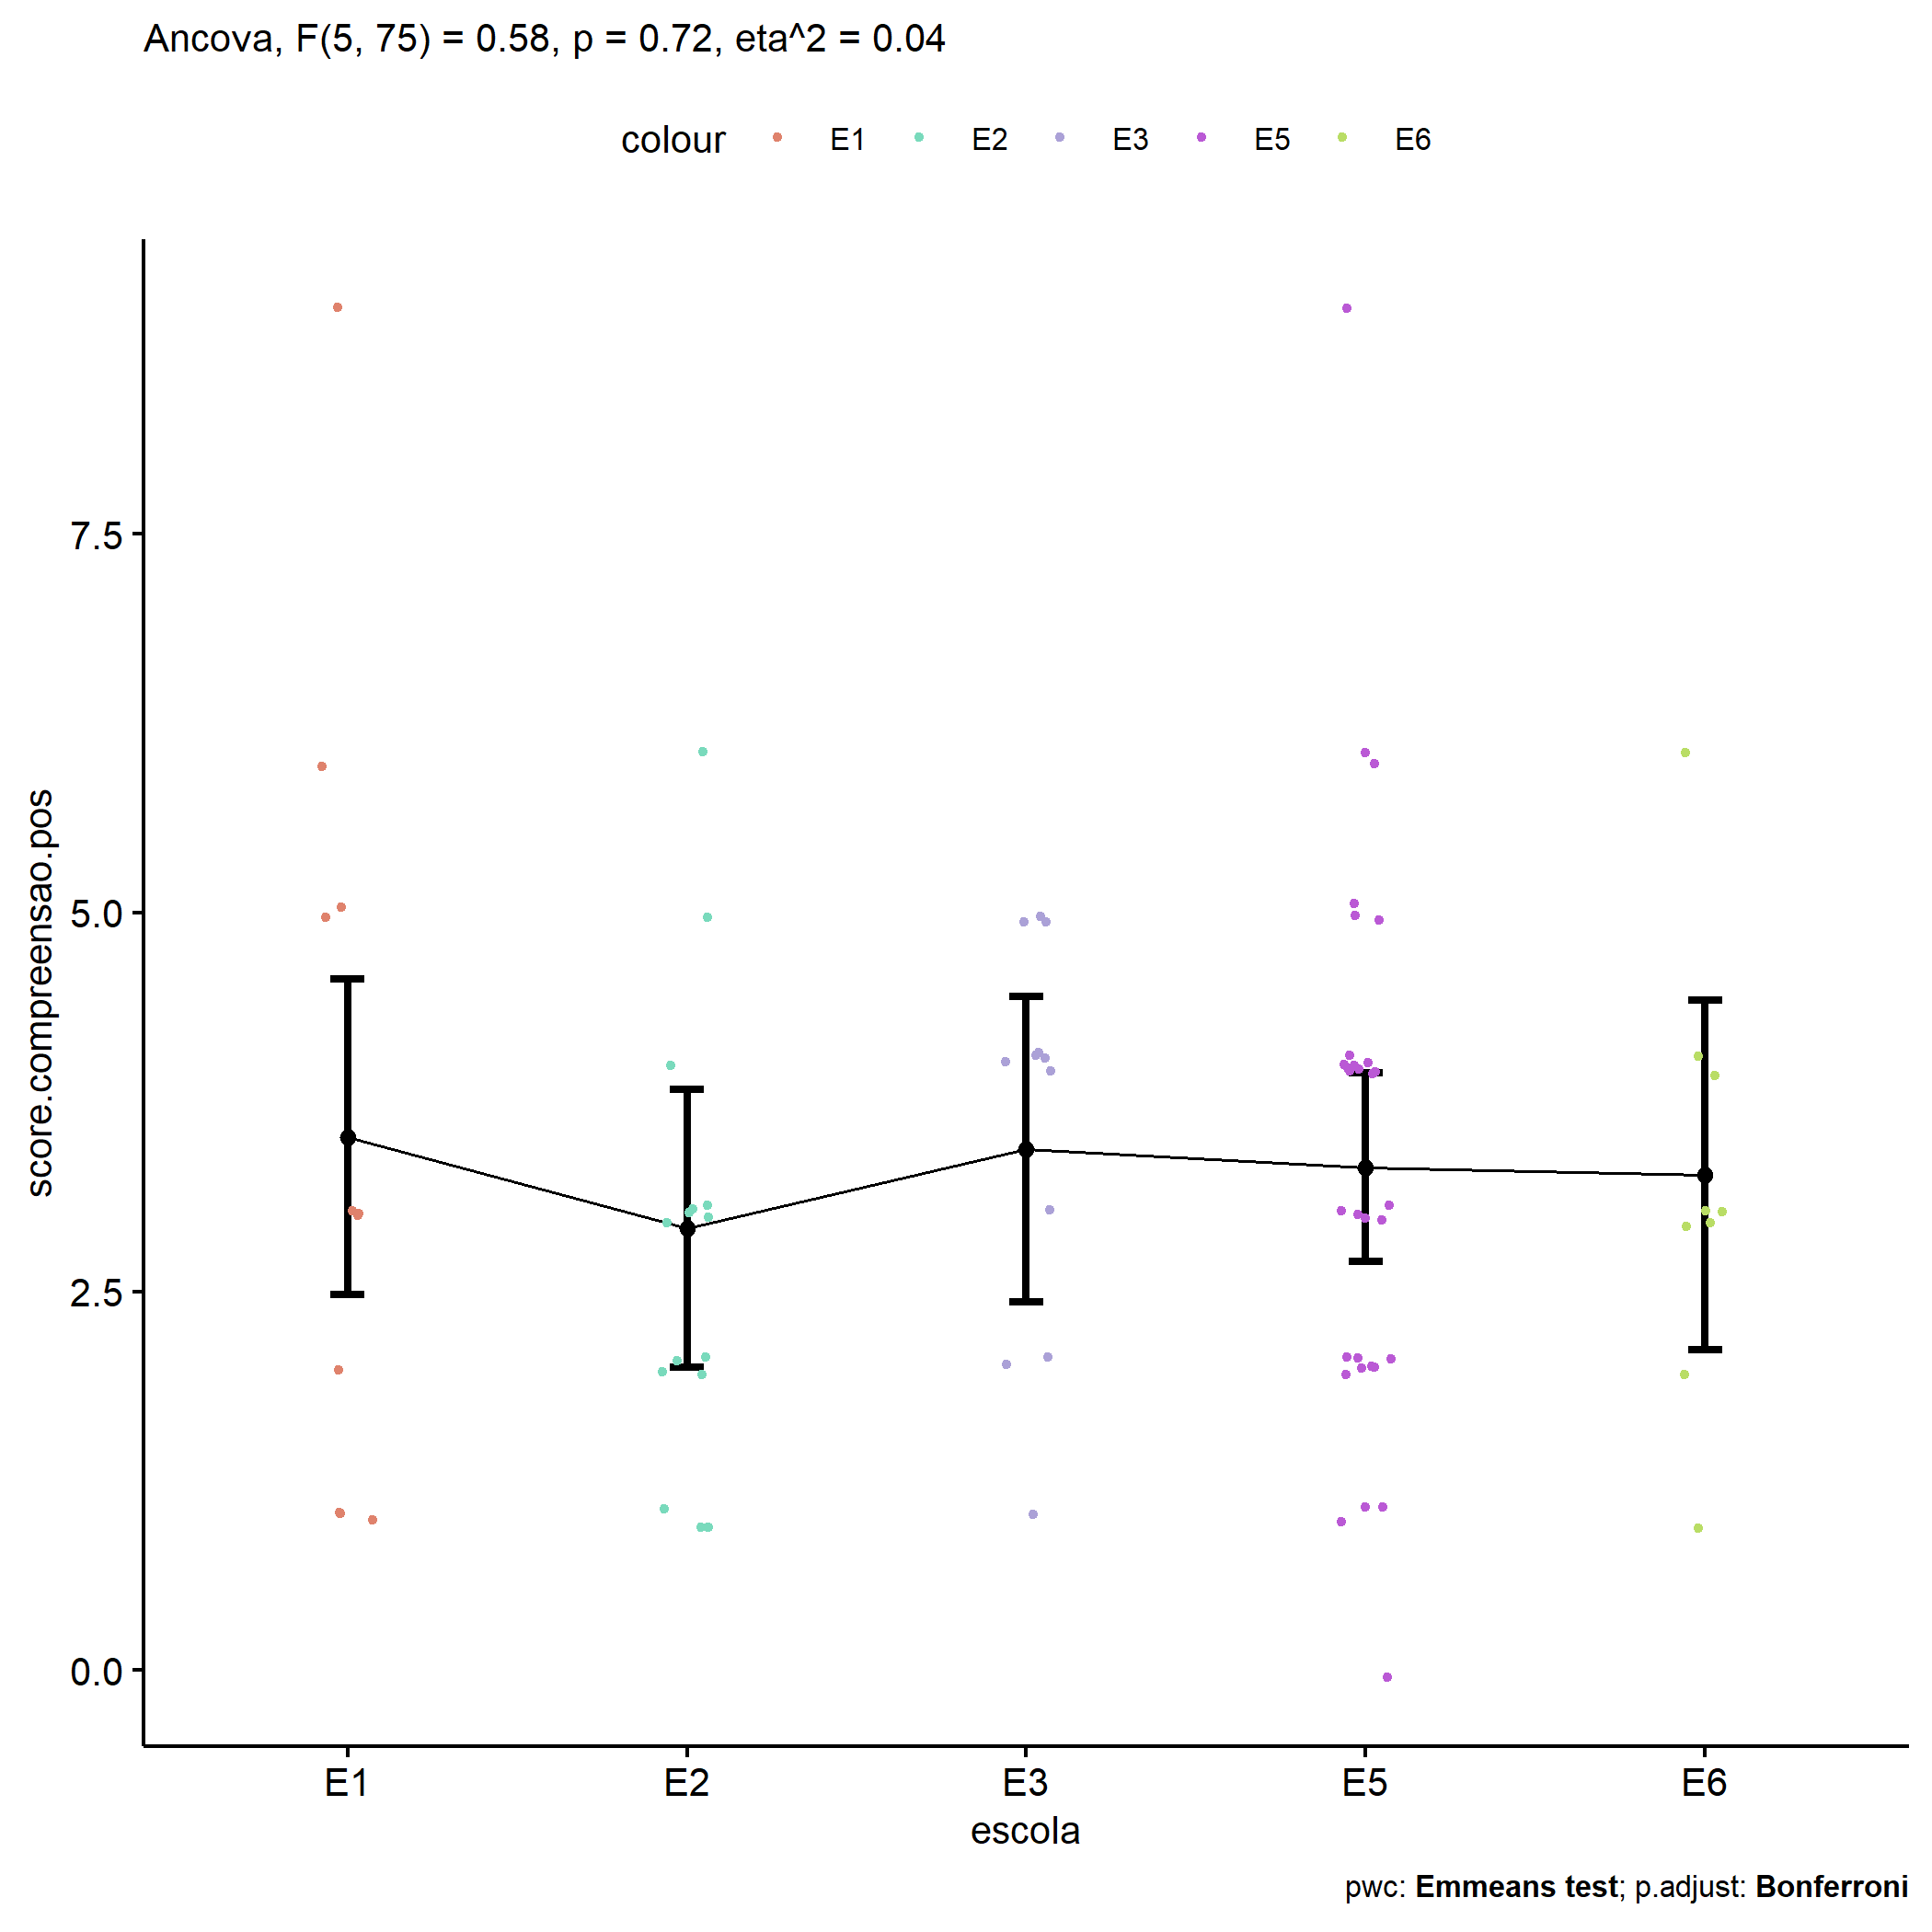 Ancova, F(5, 75) = 0.58, p = 0.72, eta^2 = 0.04
colour E1 E2 E3 E5 E6
score.compreensao.pos
7.5
5.0
2.5
0.0
E1 E2 E3 E5 E6
escola
pwc: Emmeans test; p.adjust: Bonferroni